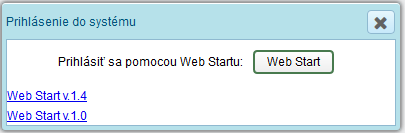 Prihlásenie do systému
Prihlásiť sa pomocou Web Startu: Web Start
Web Start v.1.4
Web Start v.1.0